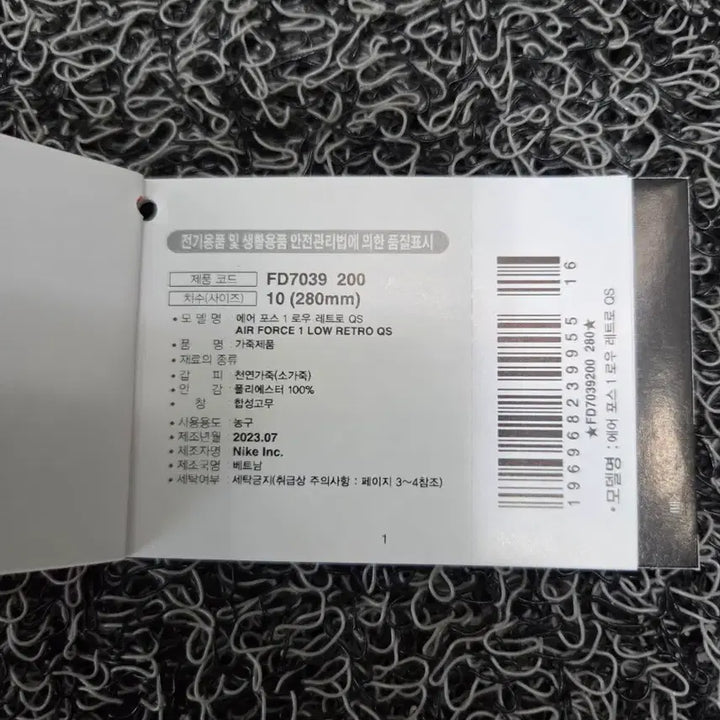 전기용품 및 생활용품 안전관리법에 의한 품질표시
제품 코드 FD7039 200
치수(사이즈) 10 (280mm)
• 모 델 명 : 에어 포스 1 로우 레트로 QS
AIR FORCE 1 LOW RETRO QS
• 품 명 : 가죽제품
• 재료의 종류
• 갑 피 : 천연가죽(소가죽)
• 안 감 : 폴리에스터 100%
• 창 : 합성고무
• 사용용도 : 농구
• 제조년월 : 2023.07
• 제조자명 : Nike Inc.
• 제조국명 : 베트남
• 세탁여부 : 세탁금지(취급상 주의사항 : 페이지 3~4참조)
1
1 96968 23995 5 16
★FD7039200 280★
• 모델명 : 에어 포스 1 로우 레트로 QS